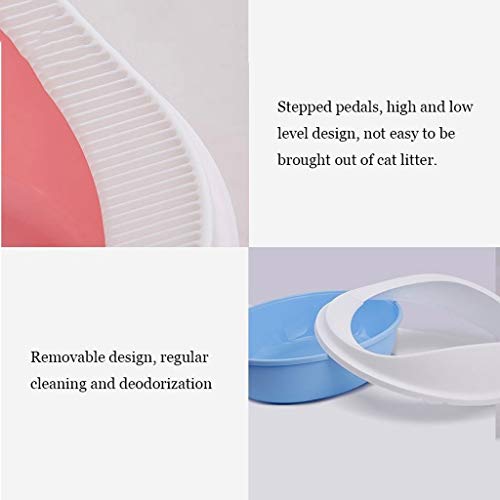 Stepped pedals, high and low
level design, not easy to be
brought out of cat litter.
Removable design, regular
cleaning and deodorization